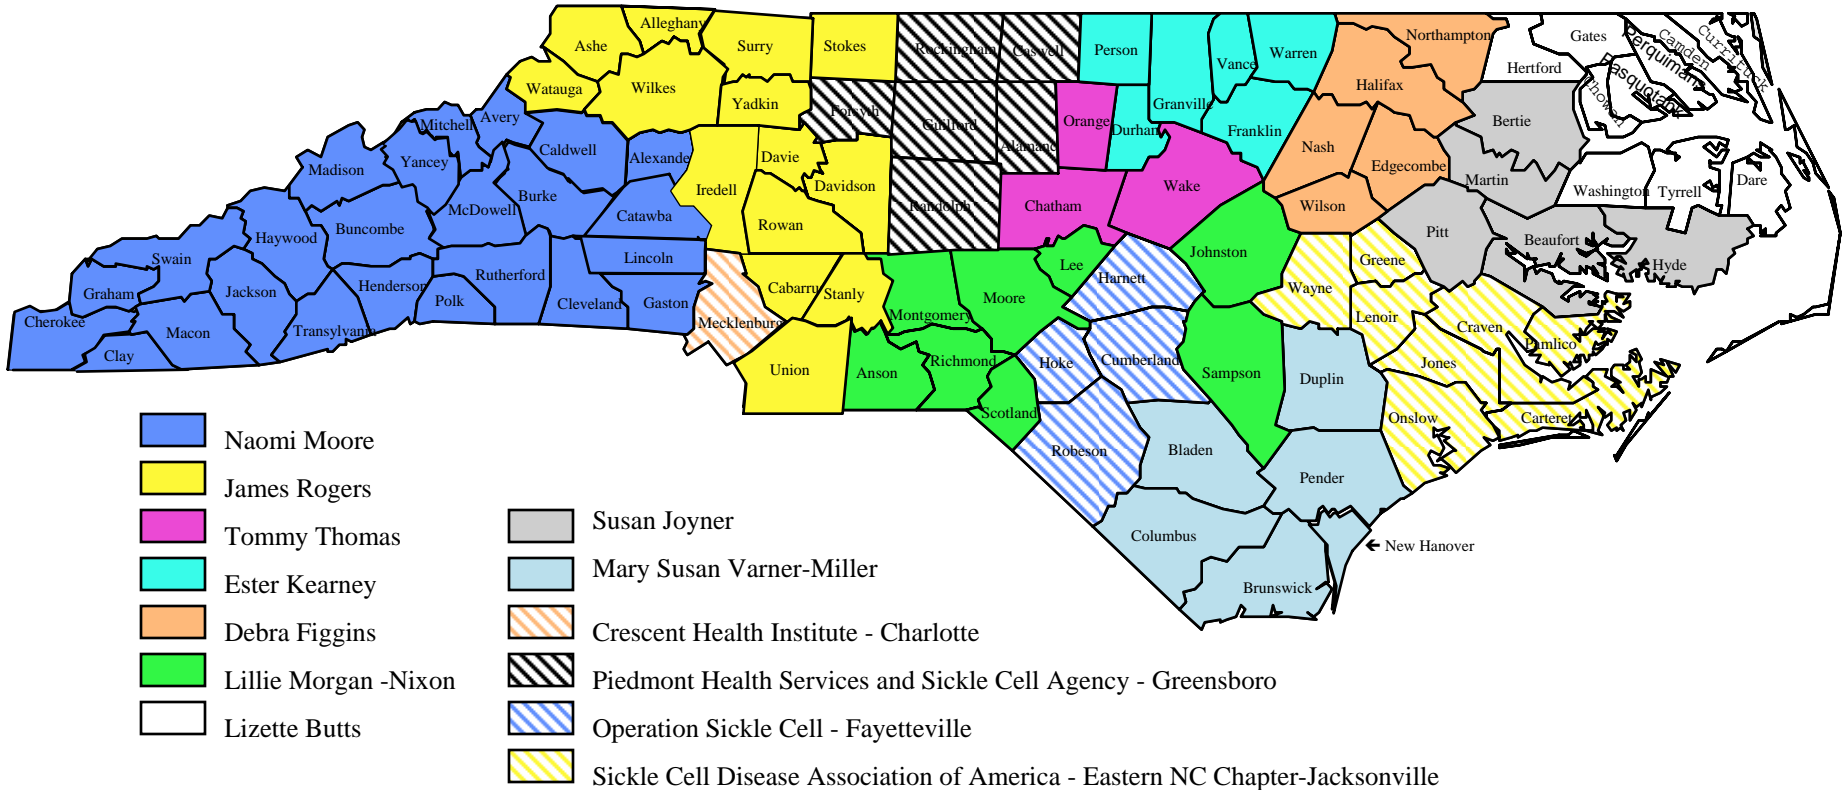 Alleghany
Ashe
Surry
Stokes
Rockingham
Caswell
Person
Vance
Warren
Northampton
Gates
Perquimans
Camden
Currituck
Hertford
Watauga
Wilkes
Yadkin
Forsyth
Guilford
Alamanc
Orange
Durham
Granville
Franklin
Halifax
Bertie
Chowan
Pasquotank
Mitchell
Avery
Caldwell
Alexande
Davie
Iredell
Davidson
Randolph
Chatham
Wake
Nash
Edgecombe
Martin
Washington
Tyrrell
Dare
Madison
Yancey
McDowell
Burke
Catawba
Rowan
Wilson
Pitt
Beaufort
Hyde
Haywood
Buncombe
Swain
Lincoln
Lee
Johnston
Greene
Graham
Jackson
Henderson
Polk
Rutherford
Cleveland
Gaston
Cabarru
Stanly
Moore
Harnett
Wayne
Lenoir
Craven
Pamlico
Cherokee
Macon
Clay
Transylvania
Mecklenburg
Montgomery
Richmond
Union
Anson
Scotland
Hoke
Cumberland
Sampson
Duplin
Jones
Onslow
Carteret
Robeson
Bladen
Pender
Columbus
Brunswick
← New Hanover
Naomi Moore
James Rogers
Tommy Thomas
Ester Kearney
Debra Figgins
Lillie Morgan -Nixon
Lizette Butts
Susan Joyner
Mary Susan Varner-Miller
Crescent Health Institute - Charlotte
Piedmont Health Services and Sickle Cell Agency - Greensboro
Operation Sickle Cell - Fayetteville
Sickle Cell Disease Association of America - Eastern NC Chapter-Jacksonville